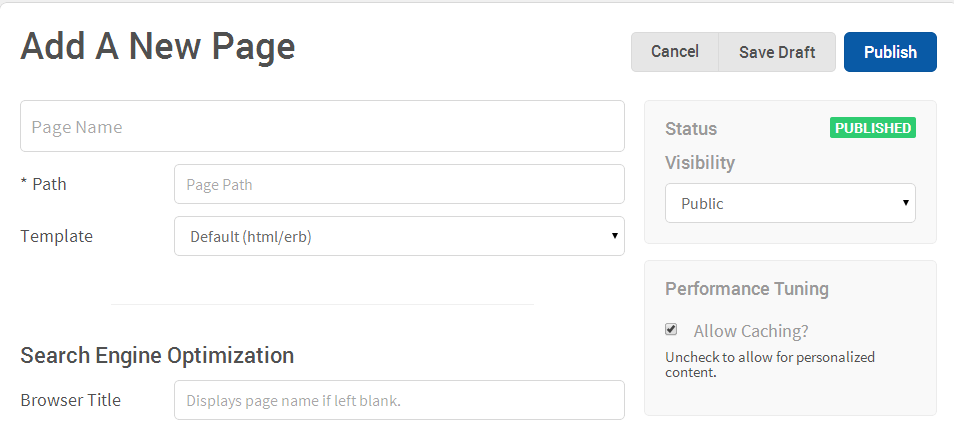 Add A New Page
Cancel
Save Draft
Publish
Page Name
* Path
Page Path
Template
Default (html/erb)
Search Engine Optimization
Browser Title
Displays page name if left blank.
Status
PUBLISHED
Visibility
Public
Performance Tuning
Allow Caching?
Uncheck to allow for personalized
content.